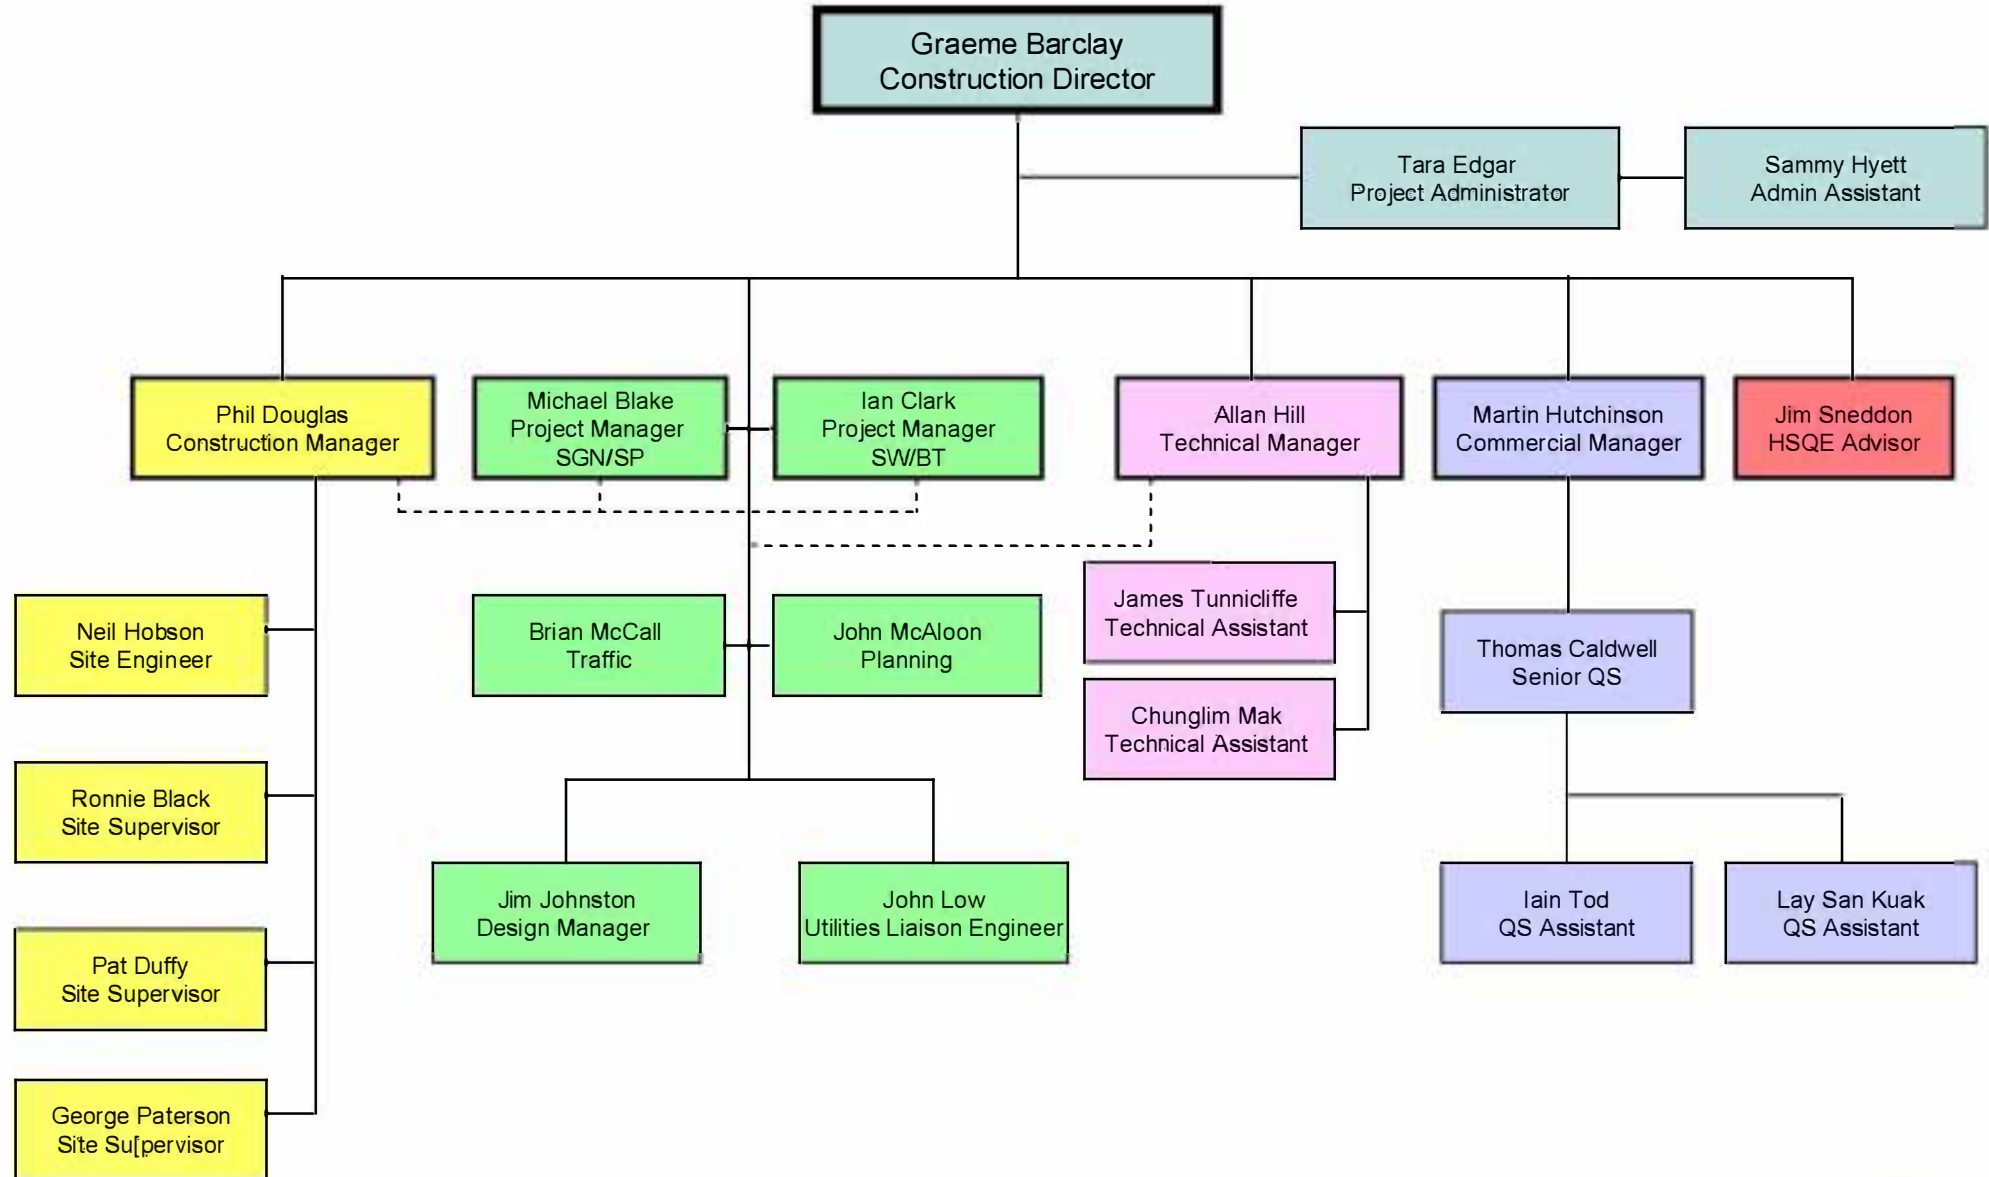 Graeme Barclay
Construction Director
Tara Edgar
Project Administrator
Sammy Hyett
Admin Assistant
Phil Douglas
Construction Manager
Michael Blake
Project Manager
SGN/SP
Ian Clark
Project Manager
SW/BT
Allan Hill
Technical Manager
Martin Hutchinson
Commercial Manager
Jim Sneddon
HSQE Advisor
Neil Hobson
Site Engineer
Brian McCall
Traffic
John McAloon
Planning
James Tunnicliffe
Technical Assistant
Thomas Caldwell
Senior QS
Chunglim Mak
Technical Assistant
Ronnie Black
Site Supervisor
Jim Johnston
Design Manager
John Low
Utilities Liaison Engineer
Iain Tod
QS Assistant
Lay San Kuak
QS Assistant
Pat Duffy
Site Supervisor
George Paterson
Site Su[pervisor